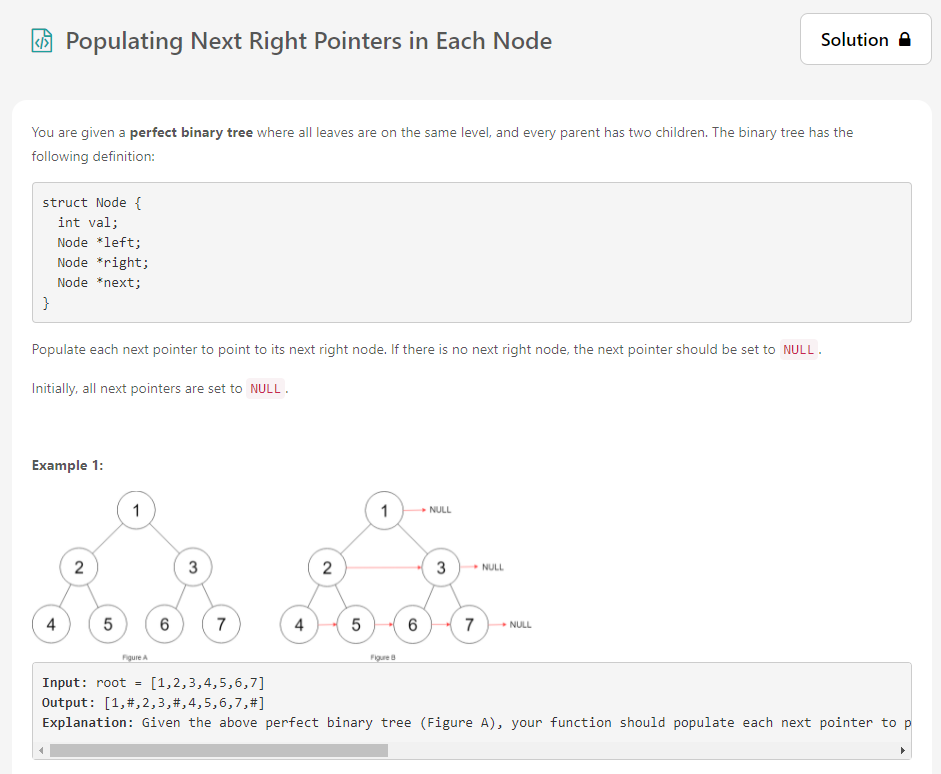 Populating Next Right Pointers in Each Node
Solution
You are given a perfect binary tree where all leaves are on the same level, and every parent has two children. The binary tree has the
following definition:
struct Node {
  int val;
  Node *left;
  Node *right;
  Node *next;
}
Populate each next pointer to point to its next right node. If there is no next right node, the next pointer should be set to NULL.
Initially, all next pointers are set to NULL.
Example 1:
1 1 NULL
2 3 2 3 NULL
4 5 6 7 4 5 6 7 NULL
Figure A Figure B
Input: root = [1,2,3,4,5,6,7]
Output: [1,#,2,3,#,4,5,6,7,#]
Explanation: Given the above perfect binary tree (Figure A), your function should populate each next pointer to p